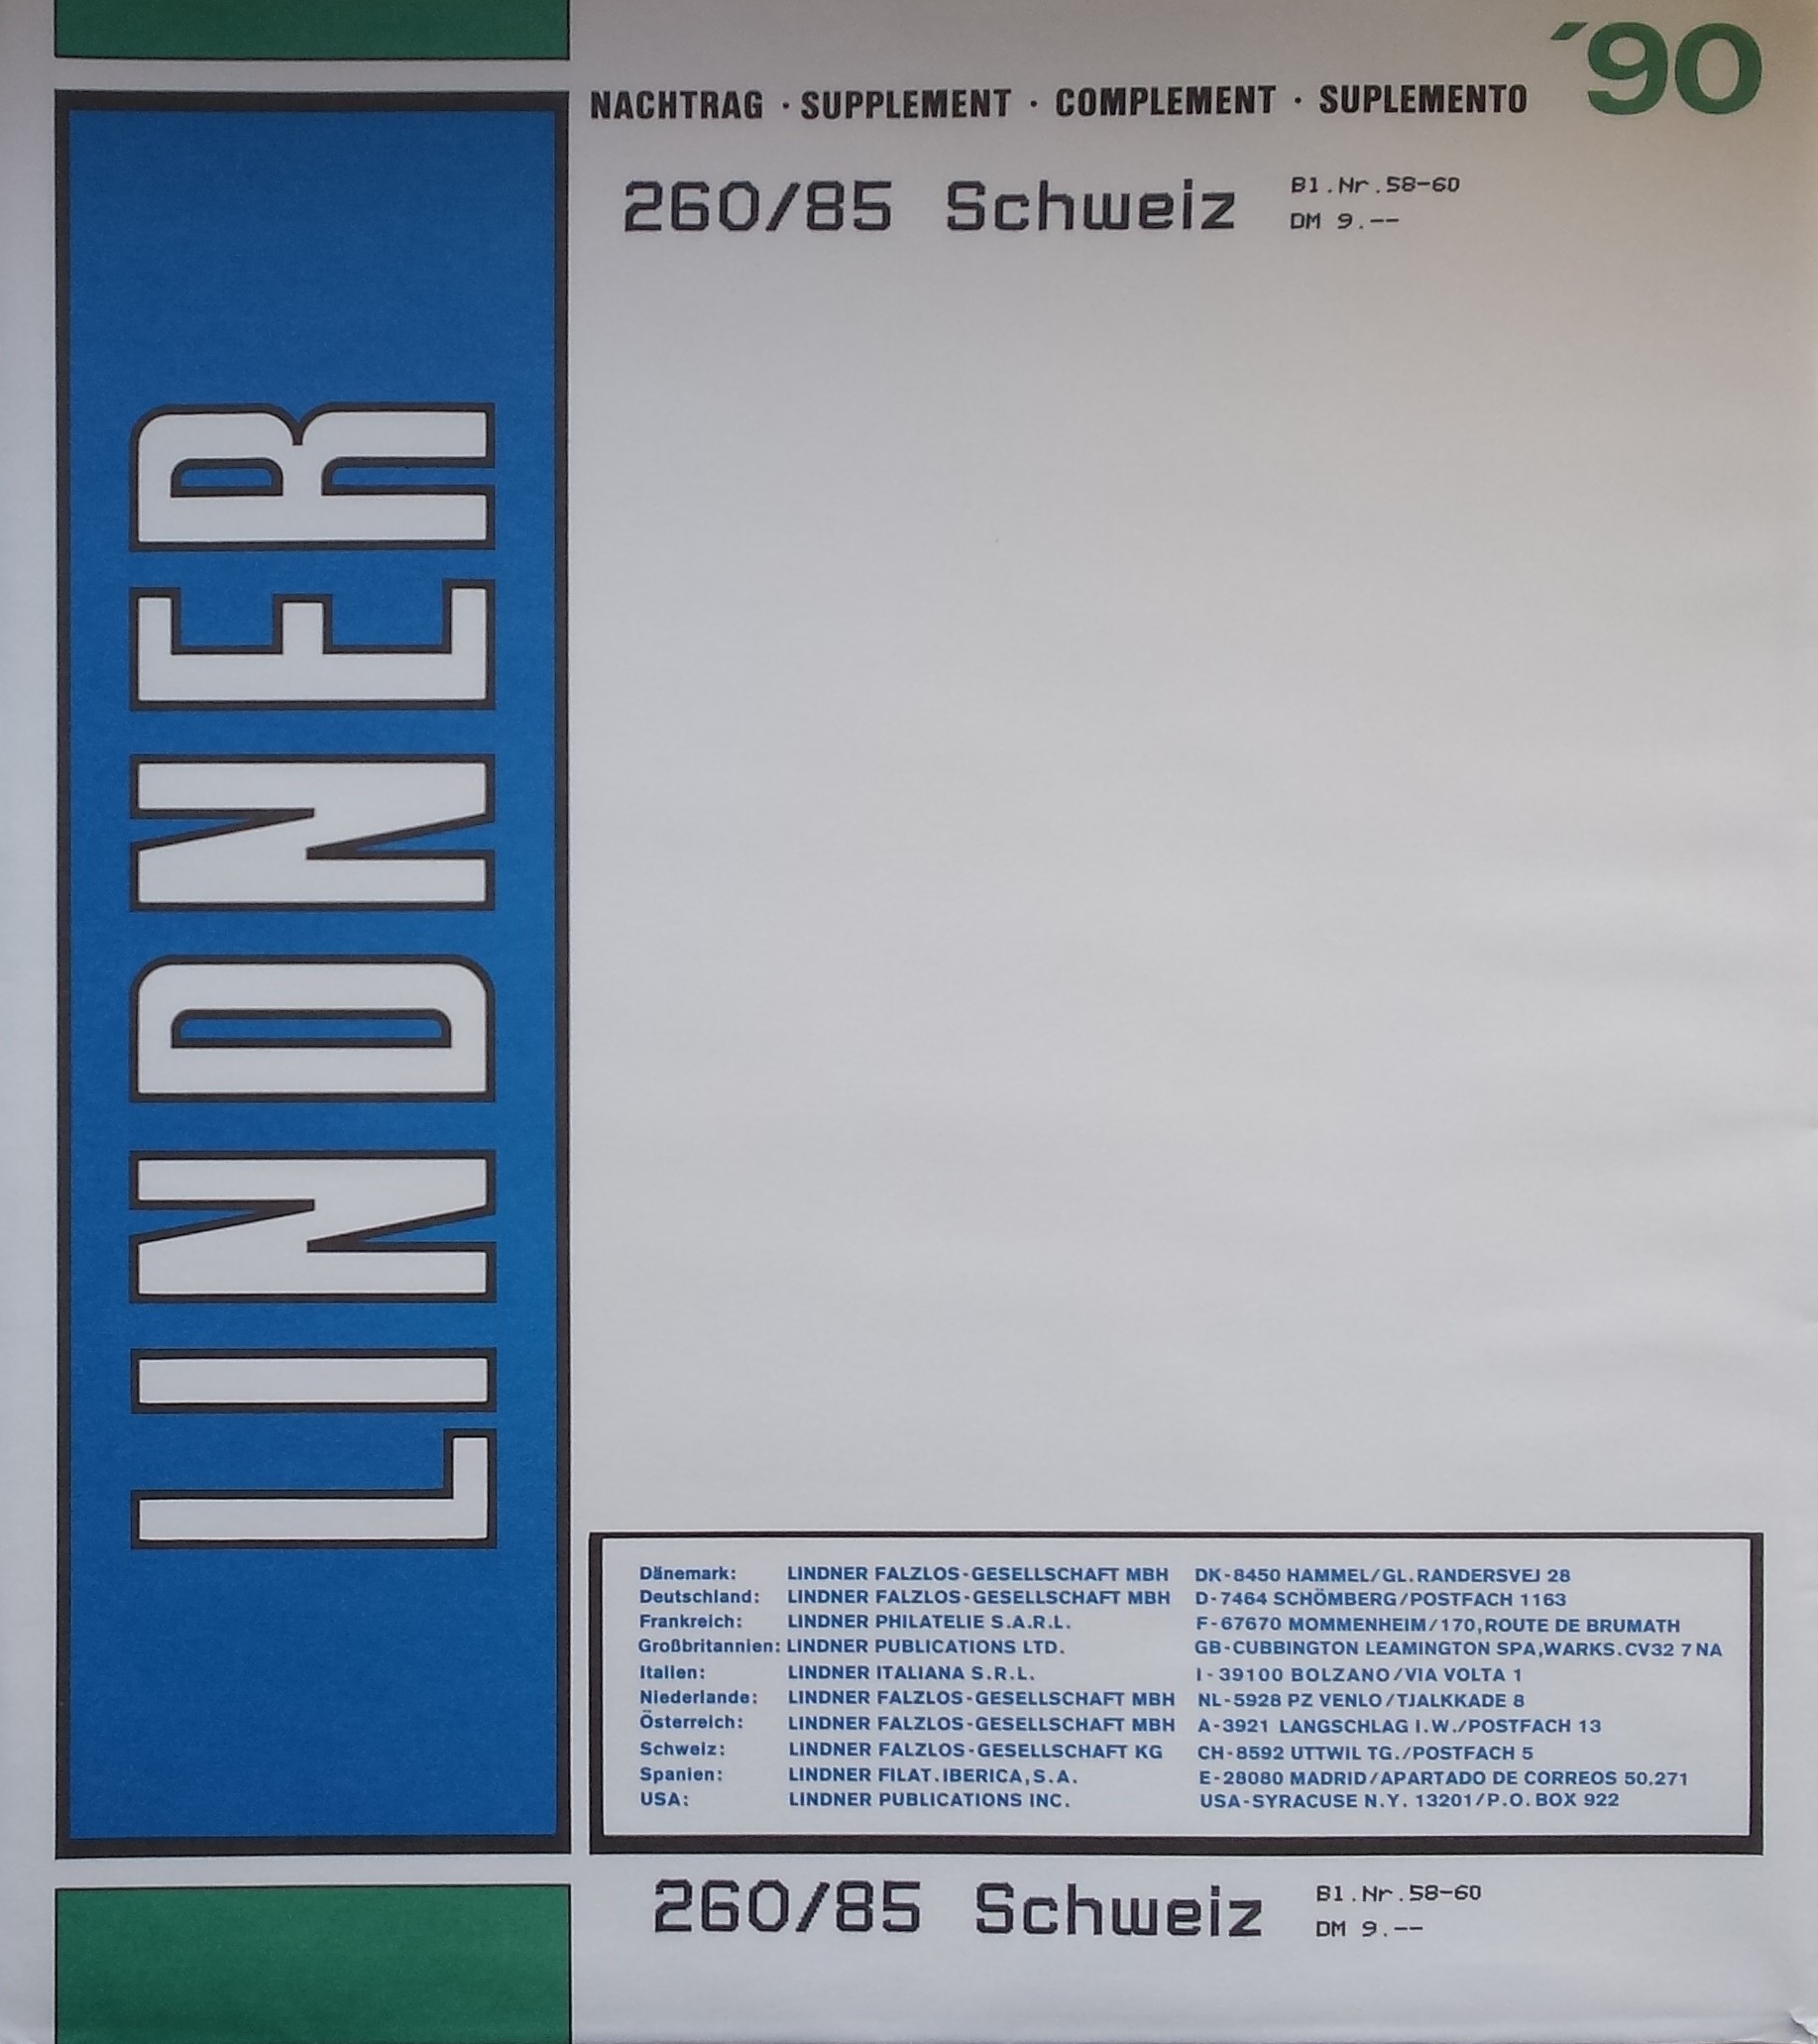 ´90
NACHTRAG · SUPPLEMENT · COMPLEMENT · SUPLEMENTO
260/85 Schweiz
Bl.Nr.58-60
DM 9.--
LINDNER
Dänemark: LINDNER FALZLOS-GESELLSCHAFT MBH DK-8450 HAMMEL/GL.RANDERSVEJ 28
Deutschland: LINDNER FALZLOS-GESELLSCHAFT MBH D-7464 SCHÖMBERG/POSTFACH 1163
Frankreich: LINDNER PHILATELIE S.A.R.L. F-67670 MOMMENHEIM/170,ROUTE DE BRUMATH
Großbritannien: LINDNER PUBLICATIONS LTD. GB-CUBBINGTON LEAMINGTON SPA,WARKS.CV32 7NA
Italien: LINDNER ITALIANA S.R.L. I-39100 BOLZANO/VIA VOLTA 1
Niederlande: LINDNER FALZLOS-GESELLSCHAFT MBH NL-5928 PZ VENLO/TJALKKADE 8
Österreich: LINDNER FALZLOS-GESELLSCHAFT MBH A-3921 LANGSCHLAG I.W./POSTFACH 13
Schweiz: LINDNER FALZLOS-GESELLSCHAFT KG CH-8592 UTTWIL TG./POSTFACH 5
Spanien: LINDNER FILAT.IBERICA,S.A. E-28080 MADRID/APARTADO DE CORREOS 50.271
USA: LINDNER PUBLICATIONS INC. USA-SYRACUSE N.Y. 13201/P.O.BOX 922
260/85 Schweiz
Bl.Nr.58-60
DM 9.--